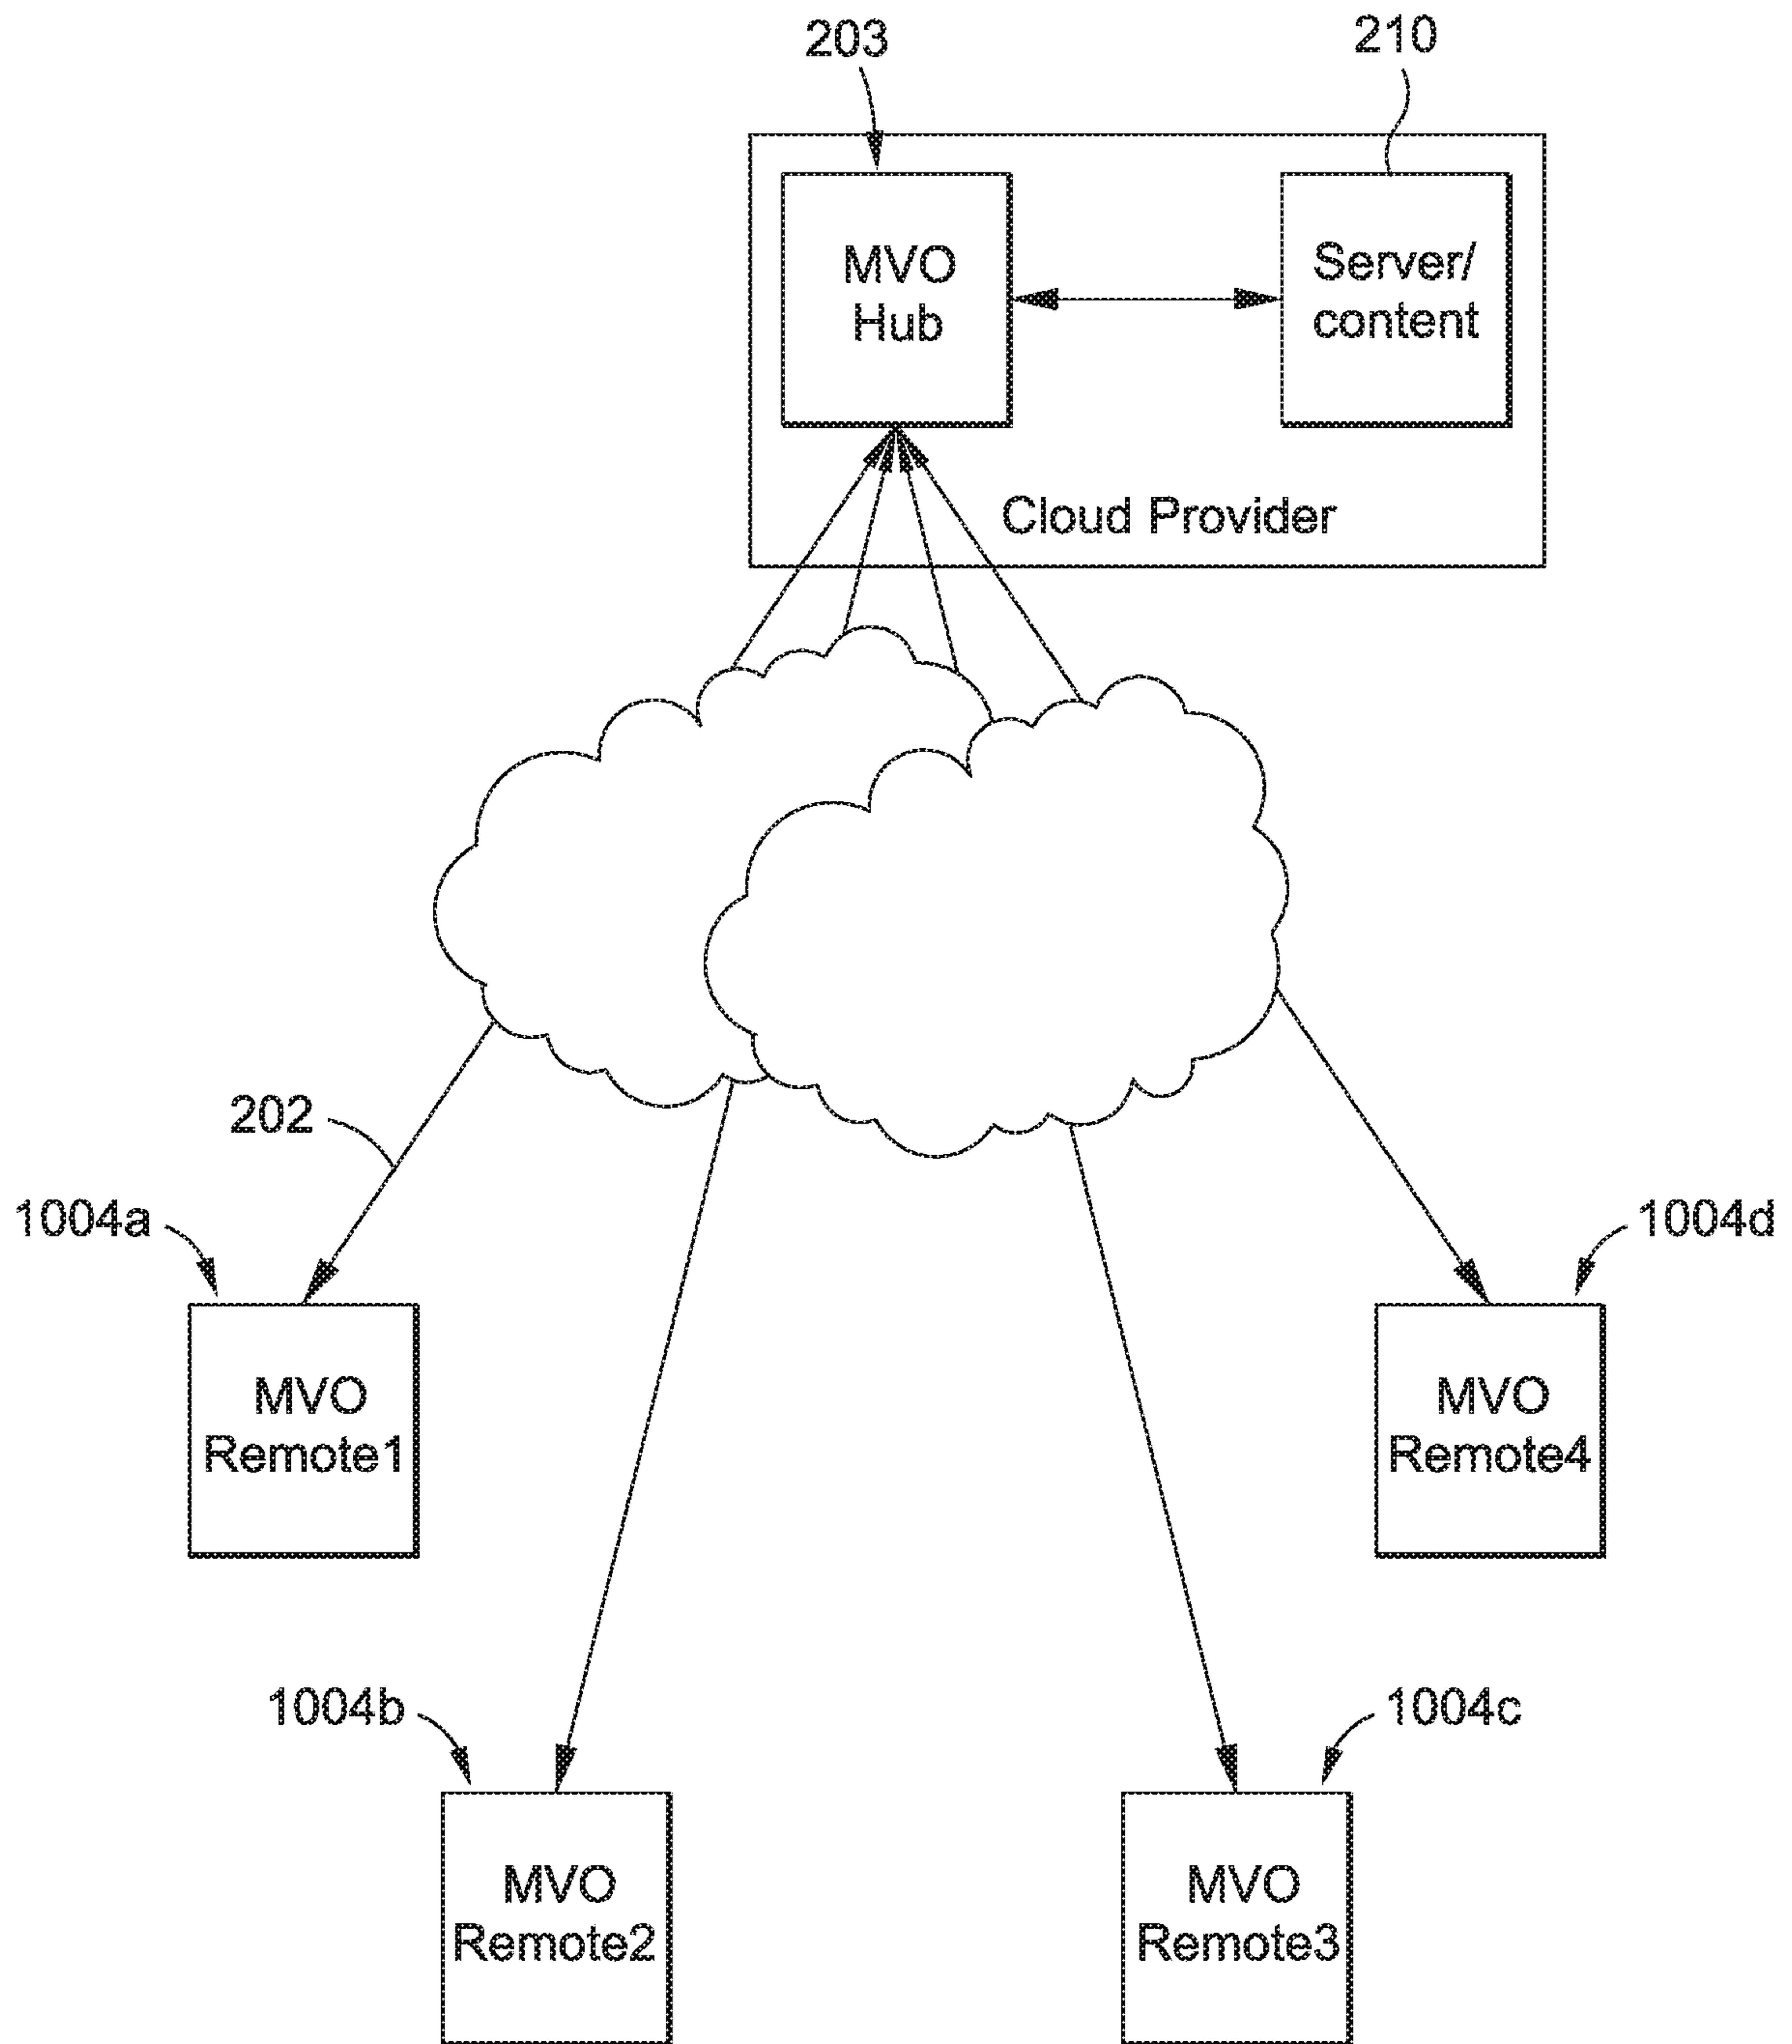 203
210
MVO
Hub
Server/
content
Cloud Provider
202
1004a
1004d
MVO
Remote1
MVO
Remote4
1004b
1004c
MVO
Remote2
MVO
Remote3